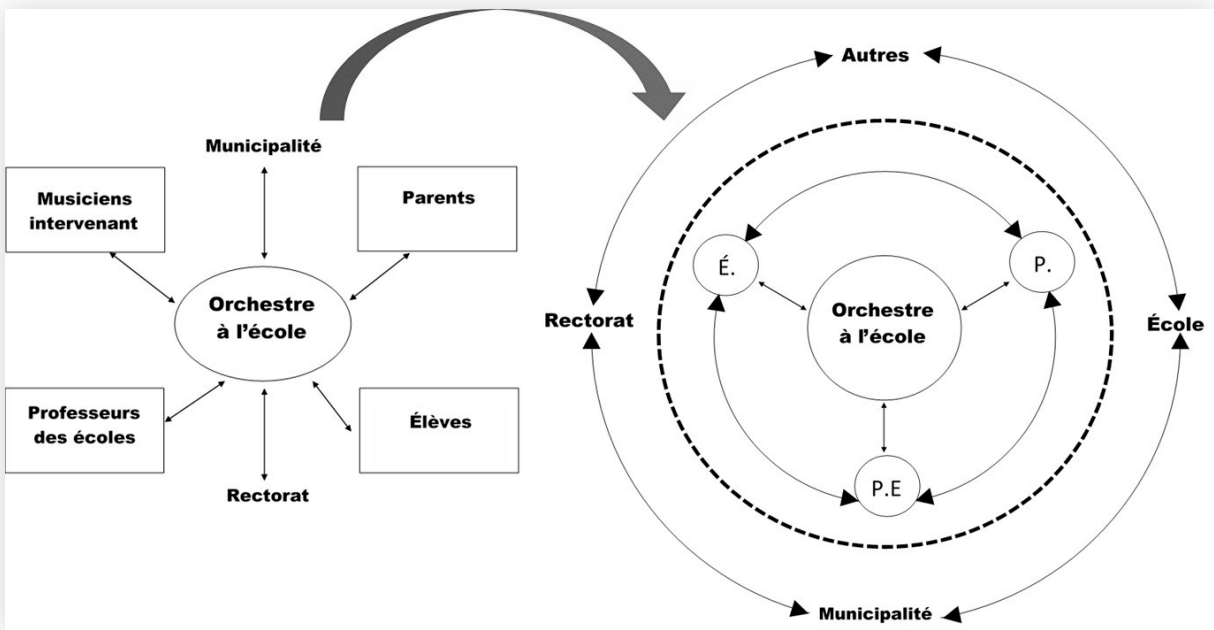 Municipalité
Musiciens
intervenant
Parents
Orchestre
à l'école
Professeurs
des écoles
Élèves
Rectorat
Autres
É.
P.
Orchestre
à l'école
Rectorat
École
P.E
Municipalité